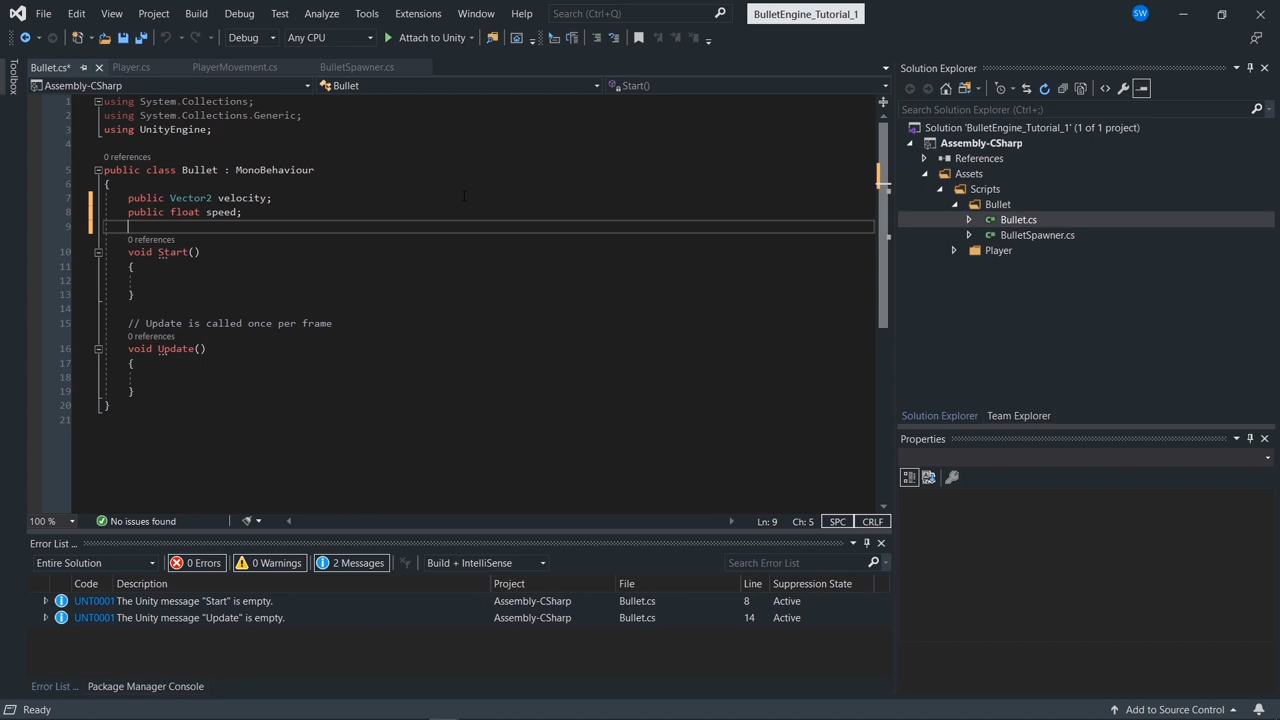 File Edit View Project Build Debug Test Analyze Tools Extensions Window Help Search (Ctrl+Q) BulletEngine_Tutorial_1 SW
Debug Any CPU Attach to Unity
Toolbox
Bullet.cs* Player.cs PlayerMovement.cs BulletSpawner.cs
Assembly-CSharp Bullet Start()
1 using System.Collections;
2 using System.Collections.Generic;
3 using UnityEngine;
4
0 references
5 public class Bullet : MonoBehaviour
6 {
7 public Vector2 velocity;
8 public float speed;
9
0 references
10 void Start()
11 {
12
13 }
14
15 // Update is called once per frame
0 references
16 void Update()
17 {
18
19 }
20 }
21
100 % No issues found Ln: 9 Ch: 5 SPC CRLF
Error List ...
Entire Solution 0 Errors 0 Warnings 2 Messages Build + IntelliSense Search Error List
Code Description Project File Line Suppression State
UNT0001 The Unity message "Start" is empty. Assembly-CSharp Bullet.cs 8 Active
UNT0001 The Unity message "Update" is empty. Assembly-CSharp Bullet.cs 14 Active
Error List ... Package Manager Console
Solution Explorer
Search Solution Explorer (Ctrl+;)
Solution 'BulletEngine_Tutorial_1' (1 of 1 project)
Assembly-CSharp
References
Assets
Scripts
Bullet
Bullet.cs
BulletSpawner.cs
Player
Solution Explorer Team Explorer
Properties
Ready Add to Source Control